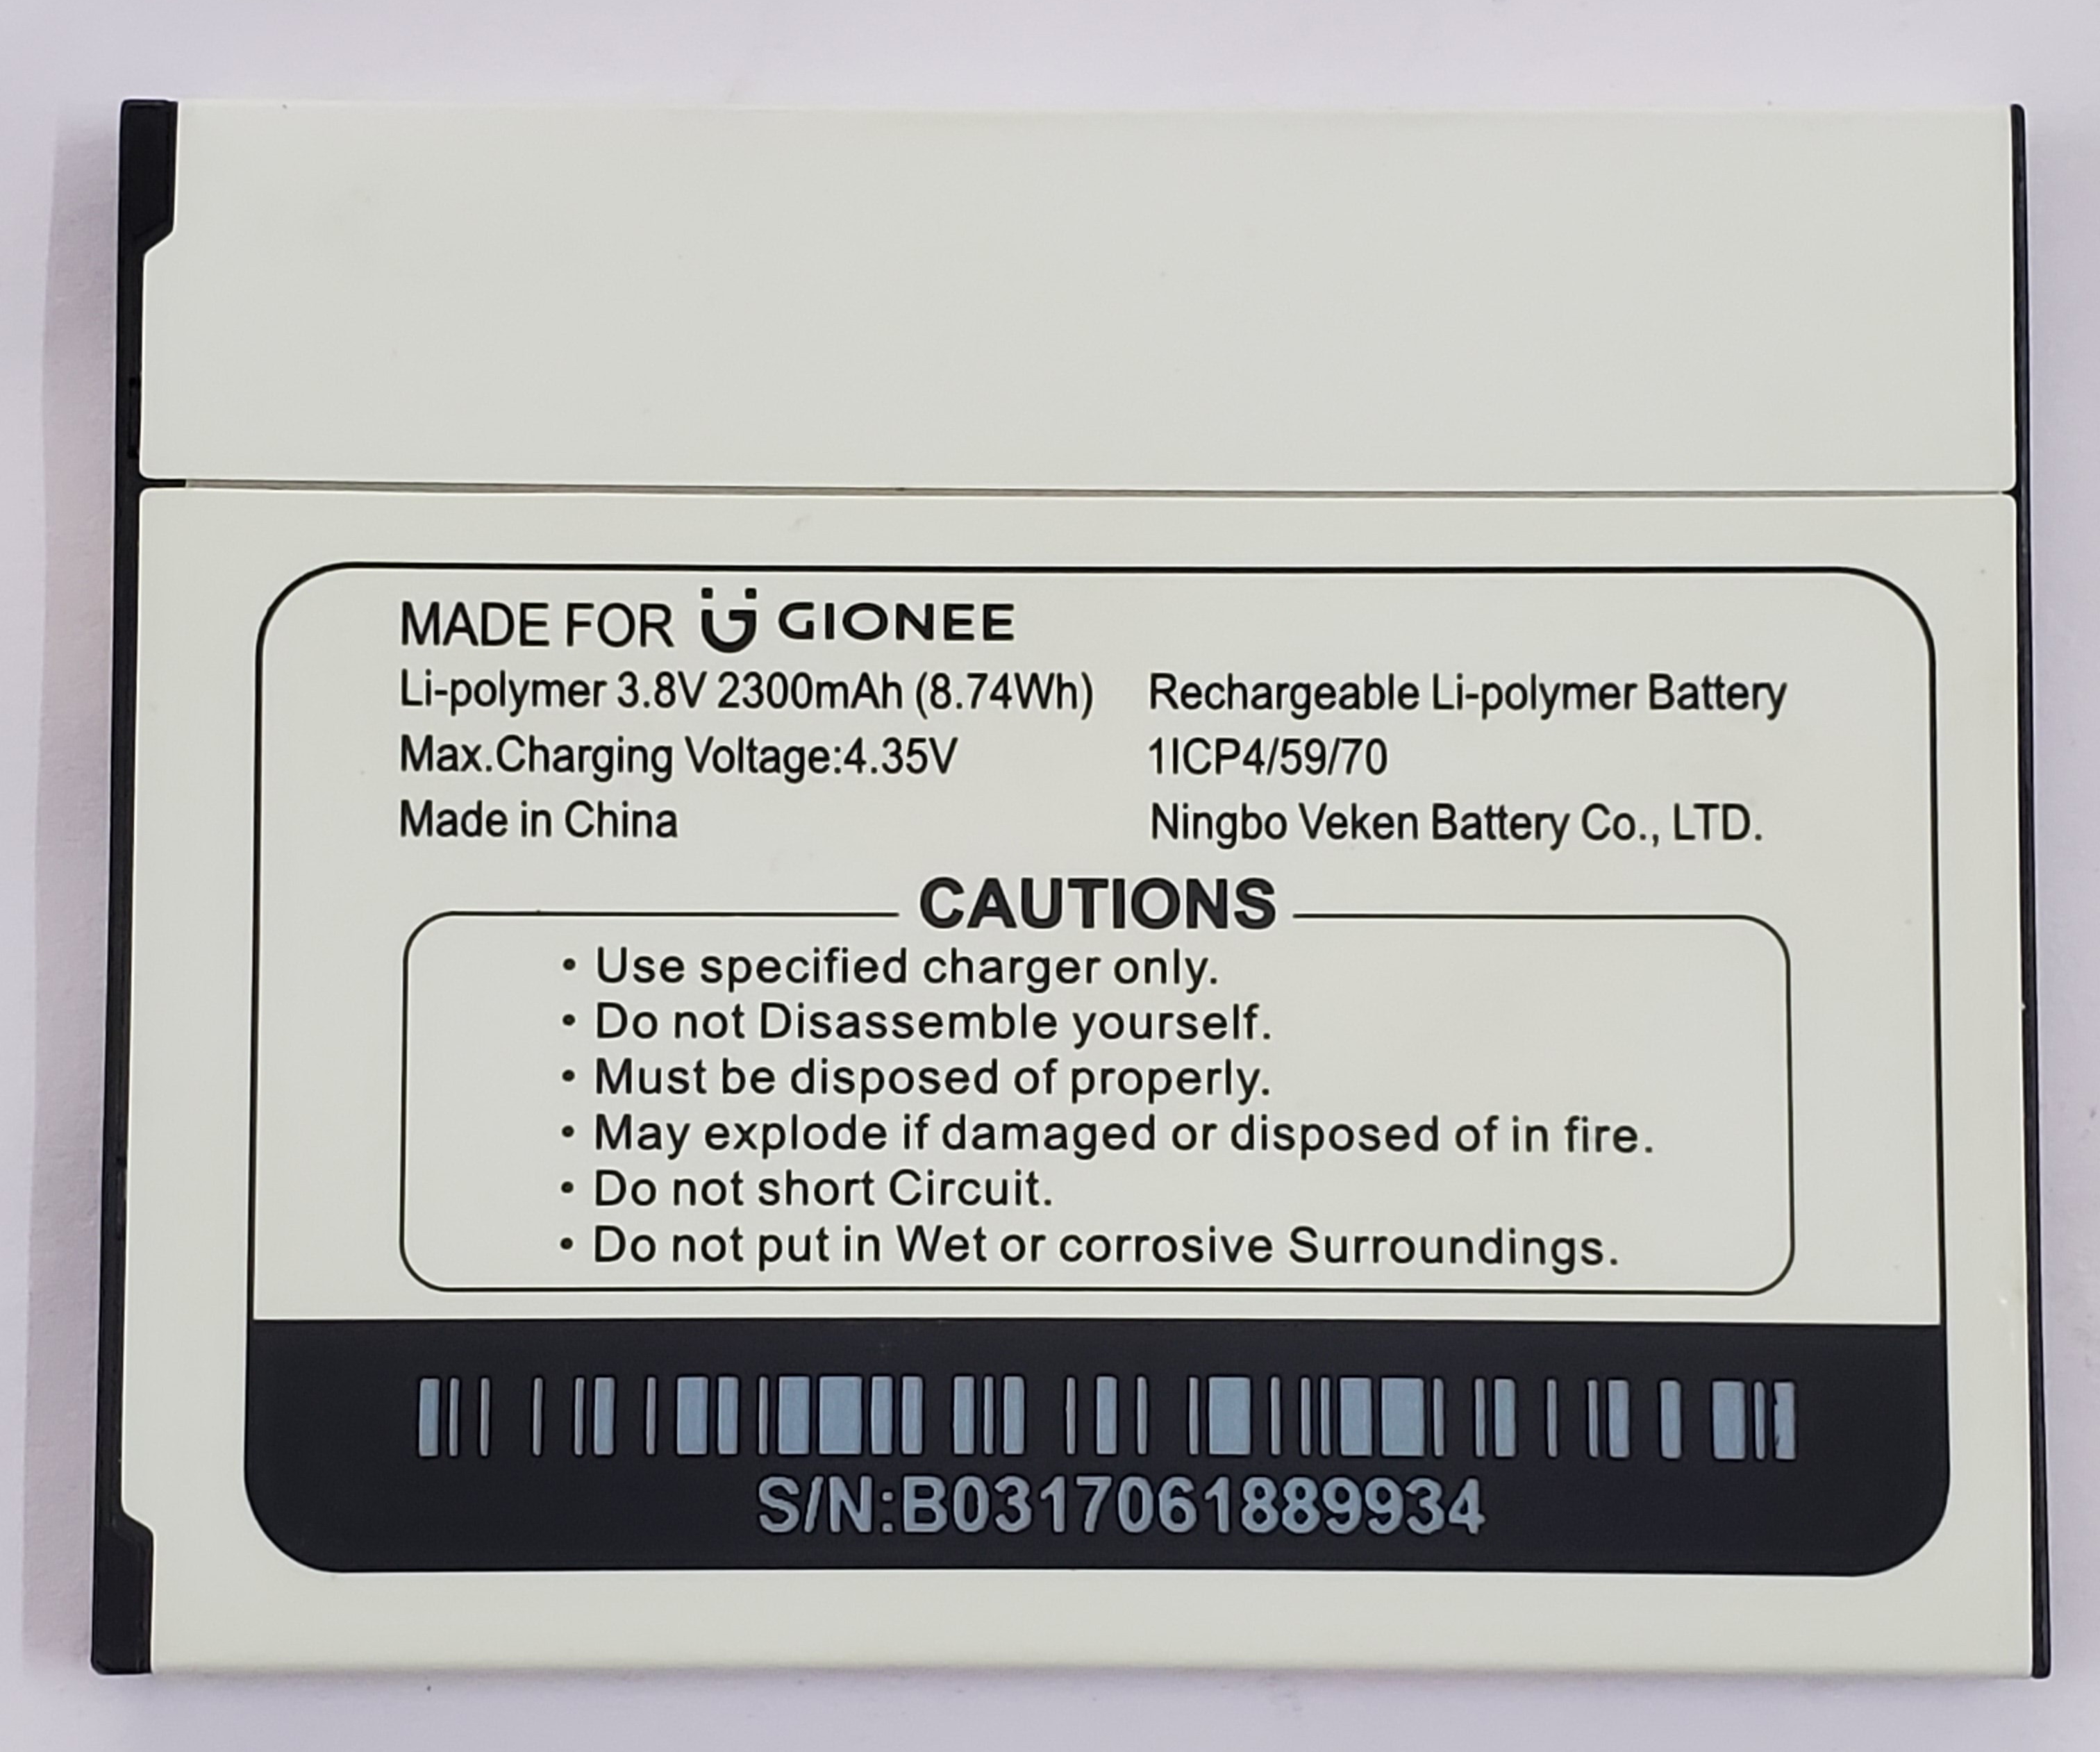 MADE FOR GIONEE
Li-polymer 3.8V 2300mAh (8.74Wh) Rechargeable Li-polymer Battery
Max.Charging Voltage:4.35V 1ICP4/59/70
Made in China Ningbo Veken Battery Co., LTD.
CAUTIONS
• Use specified charger only.
• Do not Disassemble yourself.
• Must be disposed of properly.
• May explode if damaged or disposed of in fire.
• Do not short Circuit.
• Do not put in Wet or corrosive Surroundings.
S/N:B0317061889934